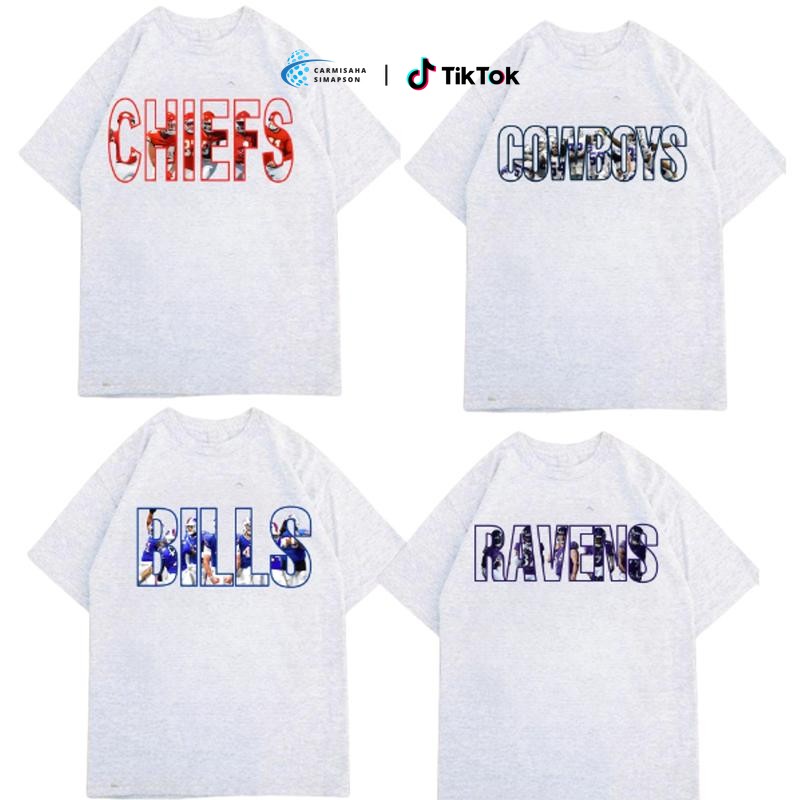 CARMISAHA
SIMAPSON
| TikTok
CHIEFS
COWBOYS
BILLS
RAVENS